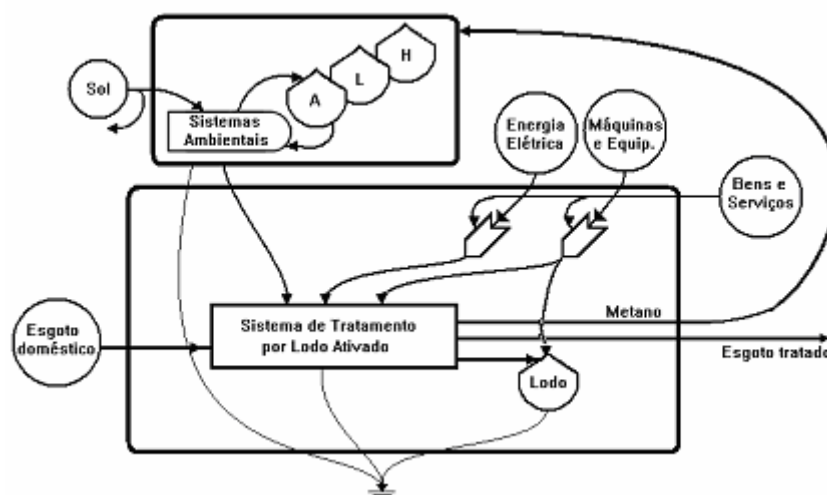 Sol
Sistemas
Ambientais
A
L
H
Energia
Elétrica
Máquinas
e Equip.
Bens e
Serviços
Esgoto
doméstico
Sistema de Tratamento
por Lodo Ativado
Metano
Esgoto tratado
Lodo